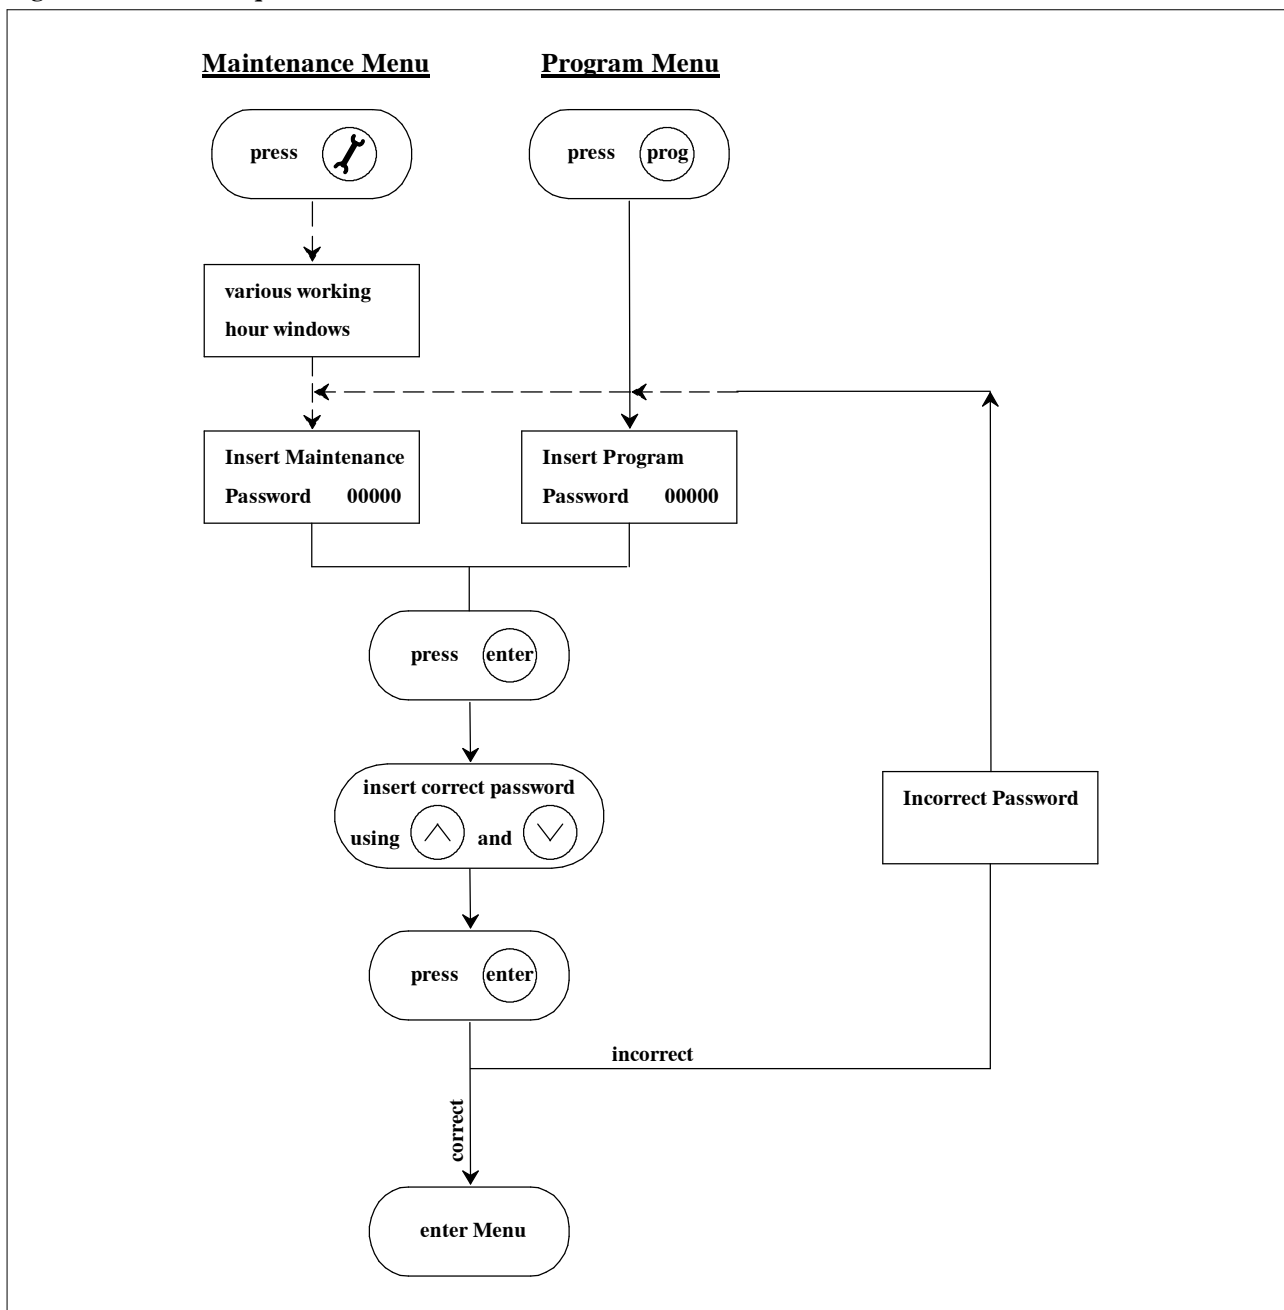 Maintenance Menu
Program Menu
press
press prog
various working
hour windows
Insert Maintenance
Password 00000
Insert Program
Password 00000
press enter
insert correct password
using and
Incorrect Password
press enter
incorrect
correct
enter Menu